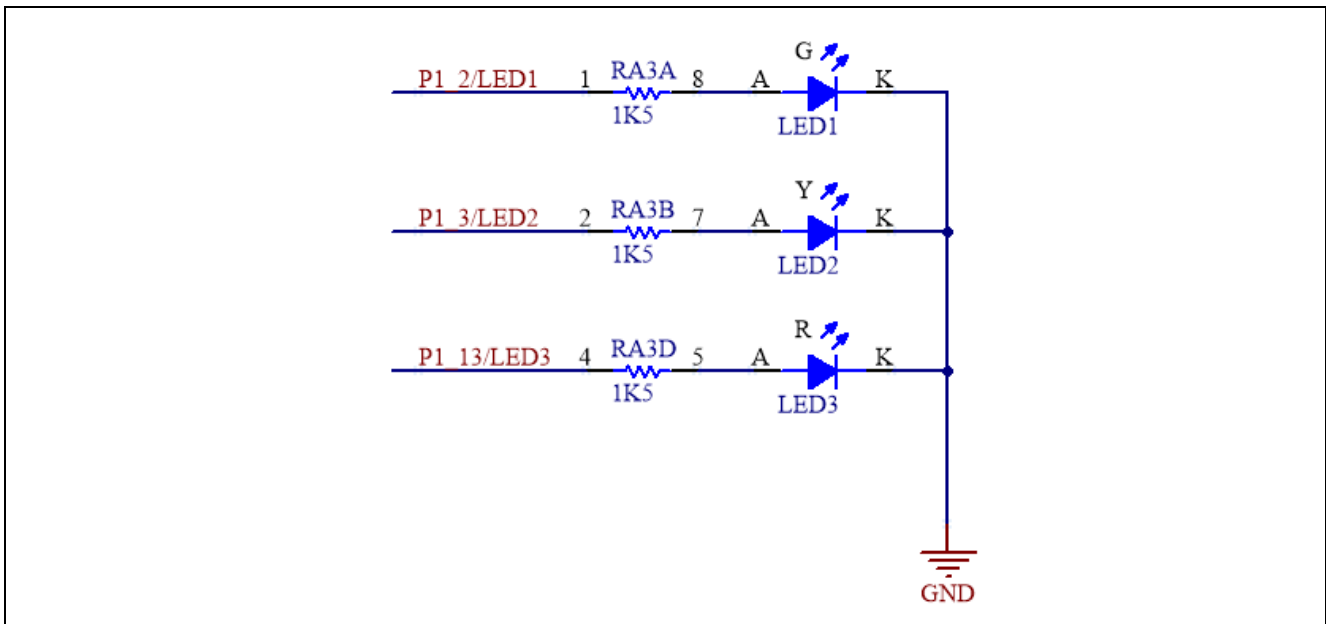 G
P1_2/LED1 1 RA3A 8 A K
1K5 LED1
Y
P1_3/LED2 2 RA3B 7 A K
1K5 LED2
R
P1_13/LED3 4 RA3D 5 A K
1K5 LED3
GND